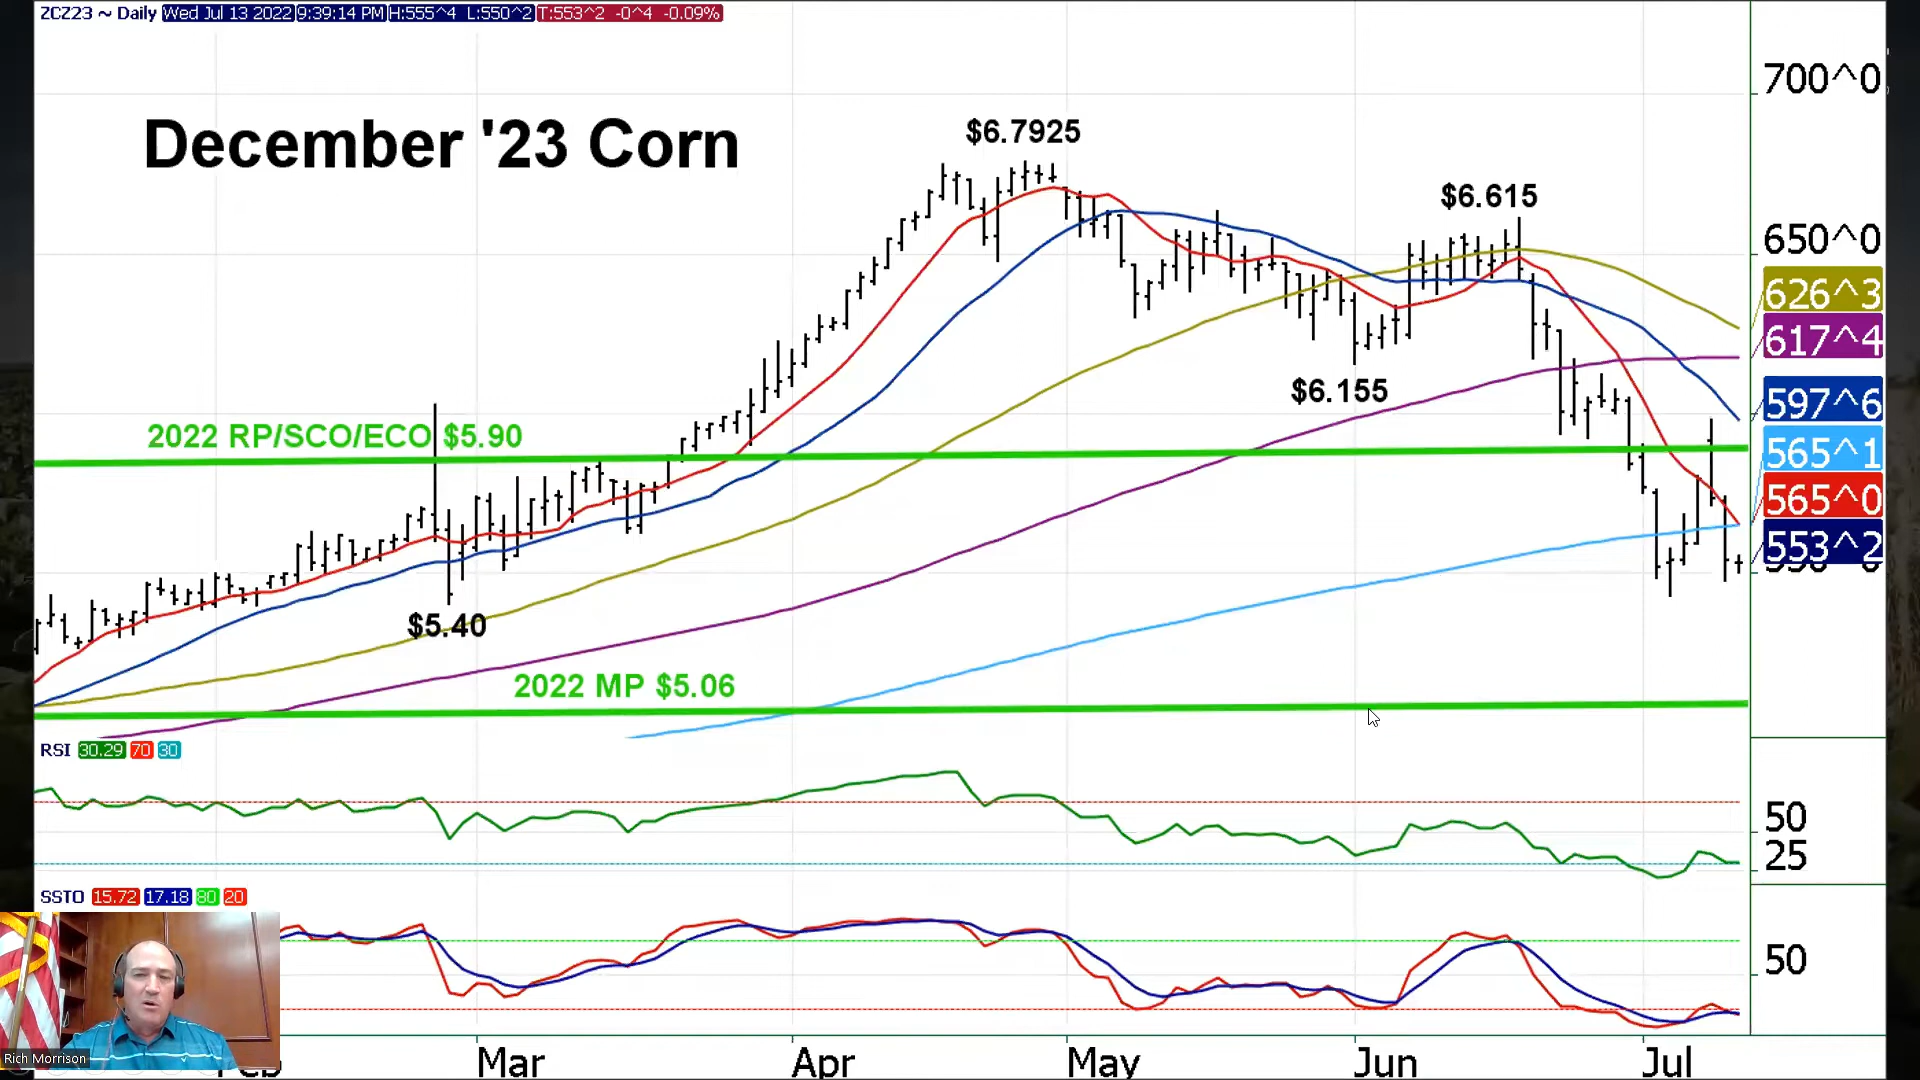 ZCZ23 ~ Daily Wed Jul 13 2022 9:39:14 PM H:555^4 L:550^2 T:553^2 -0^4 -0.09%
700^0
December '23 Corn
$6.7925
$6.615
650^0
626^3
617^4
$6.155
597^6
2022 RP/SCO/ECO $5.90
565^1
565^0
553^2
$5.40
2022 MP $5.06
RSI 30.29 70 30
50
25
SSTO 15.72 17.18 80 20
50
Rich Morrison
Mar
Apr
May
Jun
Jul